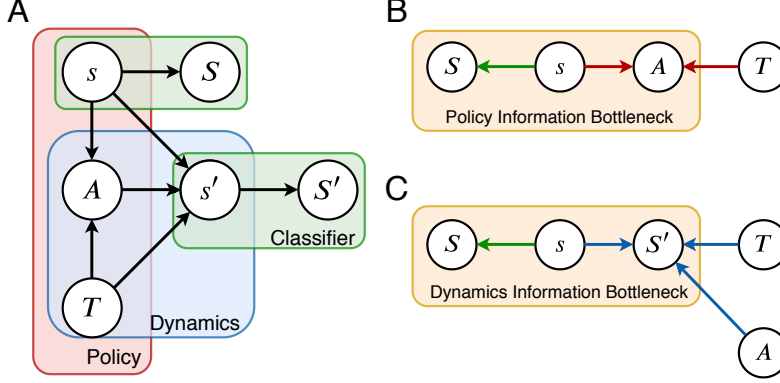 A
s
S
A
s′
S′
Classifier
T
Dynamics
Policy
B
S
s
A
T
Policy Information Bottleneck
C
S
s
S′
T
Dynamics Information Bottleneck
A